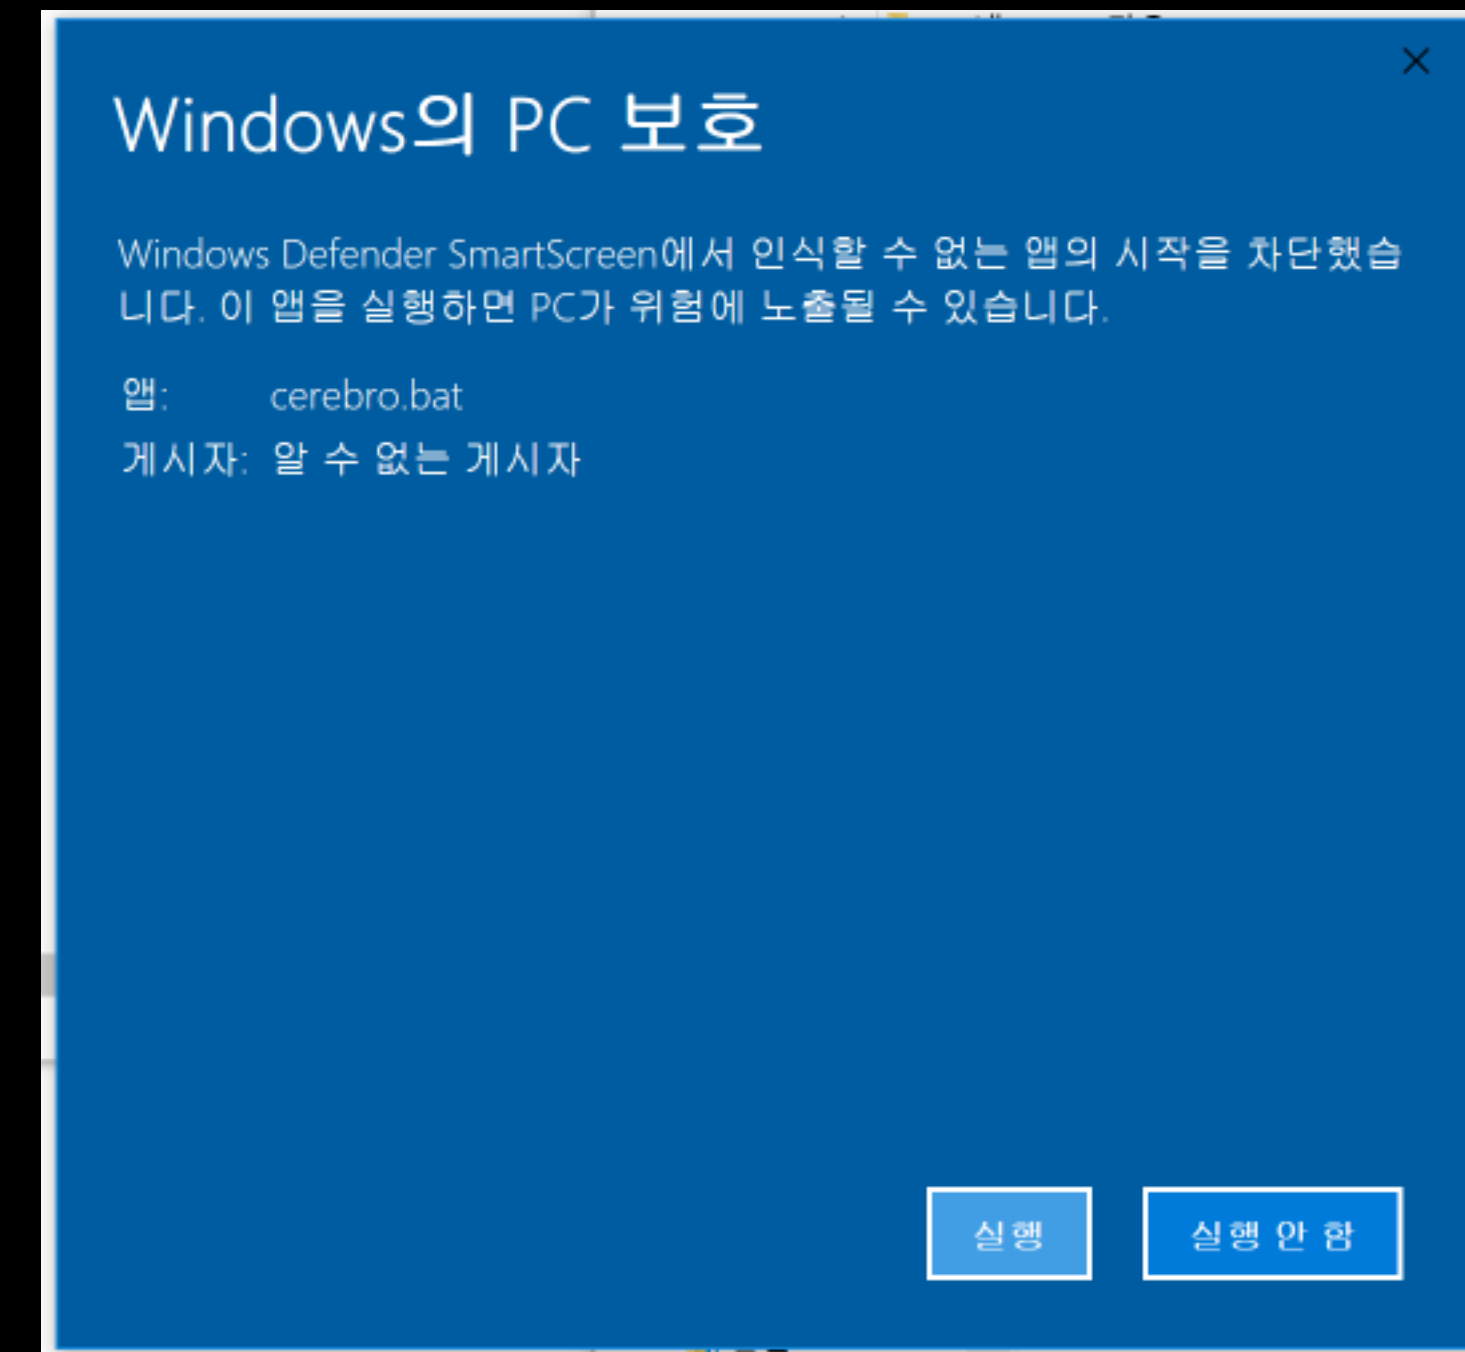 Windows의 PC 보호
Windows Defender SmartScreen에서 인식할 수 없는 앱의 시작을 차단했습
니다. 이 앱을 실행하면 PC가 위험에 노출될 수 있습니다.
앱: cerebro.bat
게시자: 알 수 없는 게시자
실행 실행 안 함